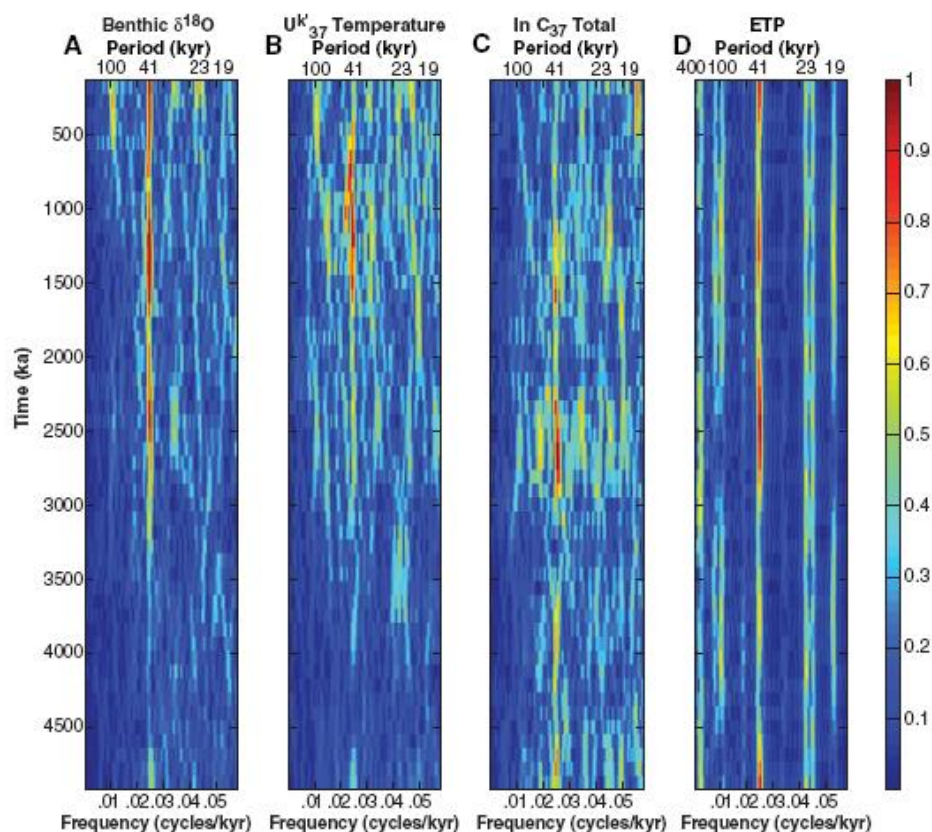 Benthic δ18O
Uk'37 Temperature
ln C37 Total
ETP
A
Period (kyr)
B
Period (kyr)
C
Period (kyr)
D
Period (kyr)
100 41 23 19
100 41 23 19
100 41 23 19
400 100 41 23 19
500
1000
1500
2000
2500
3000
3500
4000
4500
Time (ka)
1
0.9
0.8
0.7
0.6
0.5
0.4
0.3
0.2
0.1
.01 .02 .03 .04 .05
.01 .02 .03 .04 .05
.01 .02 .03 .04 .05
.01 .02 .03 .04 .05
Frequency (cycles/kyr)
Frequency (cycles/kyr)
Frequency (cycles/kyr)
Frequency (cycles/kyr)